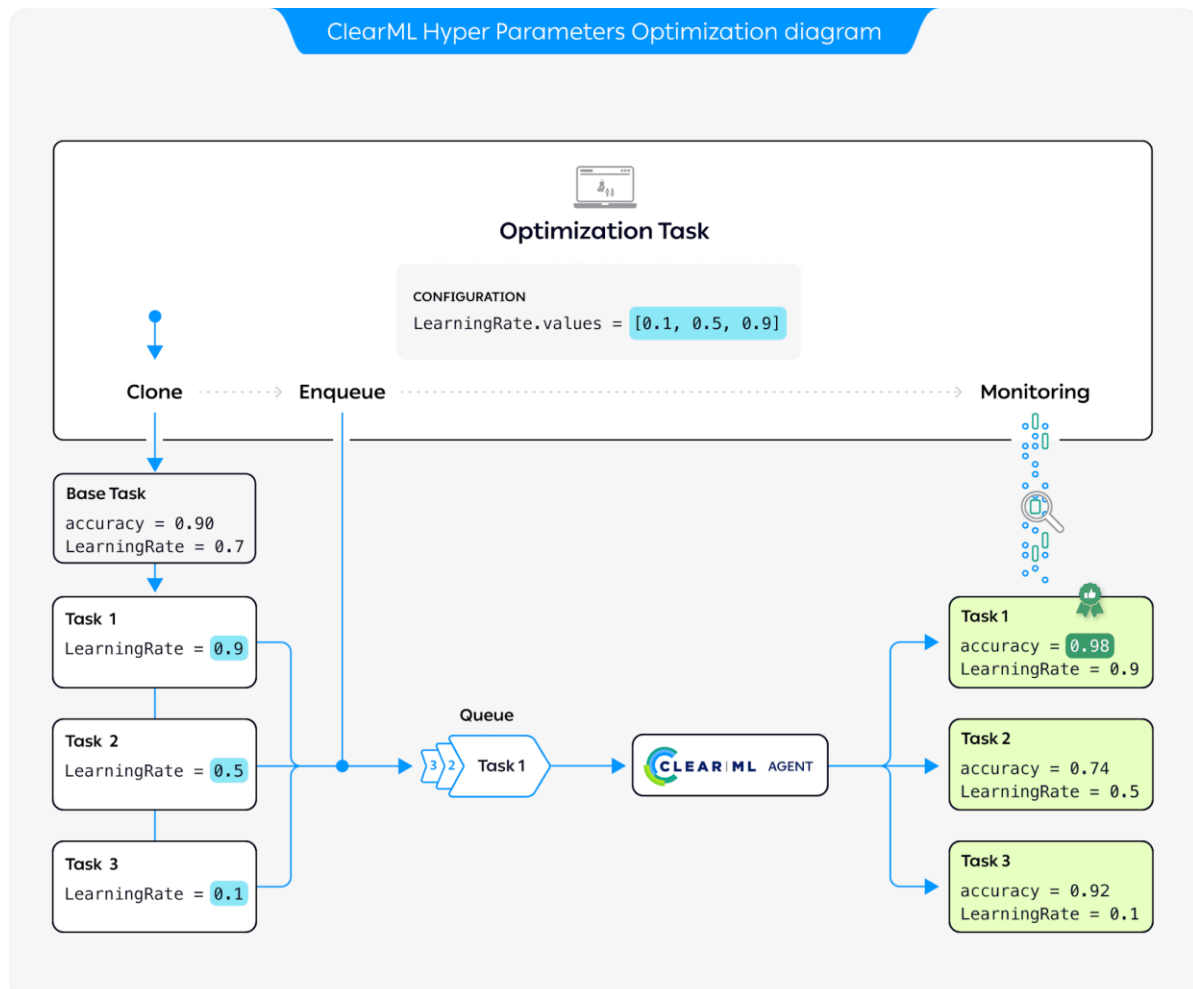 ClearML Hyper Parameters Optimization diagram
Optimization Task
CONFIGURATION
LearningRate.values = [0.1, 0.5, 0.9]
Clone
Enqueue
Monitoring
Base Task
accuracy = 0.90
LearningRate = 0.7
Task 1
LearningRate = 0.9
Task 2
LearningRate = 0.5
Task 3
LearningRate = 0.1
Queue
3 2 Task 1
CLEAR|ML AGENT
Task 1
accuracy = 0.98
LearningRate = 0.9
Task 2
accuracy = 0.74
LearningRate = 0.5
Task 3
accuracy = 0.92
LearningRate = 0.1